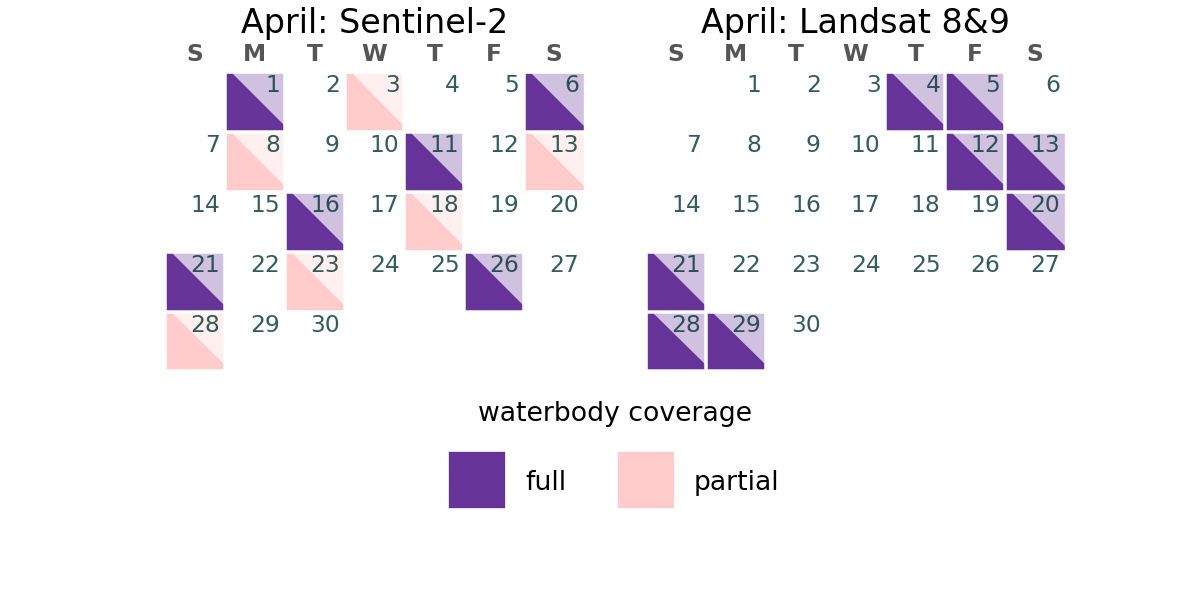 April: Sentinel-2
S M T W T F S
1 2 3 4 5 6
7 8 9 10 11 12 13
14 15 16 17 18 19 20
21 22 23 24 25 26 27
28 29 30
April: Landsat 8&9
S M T W T F S
1 2 3 4 5 6
7 8 9 10 11 12 13
14 15 16 17 18 19 20
21 22 23 24 25 26 27
28 29 30
waterbody coverage
full partial